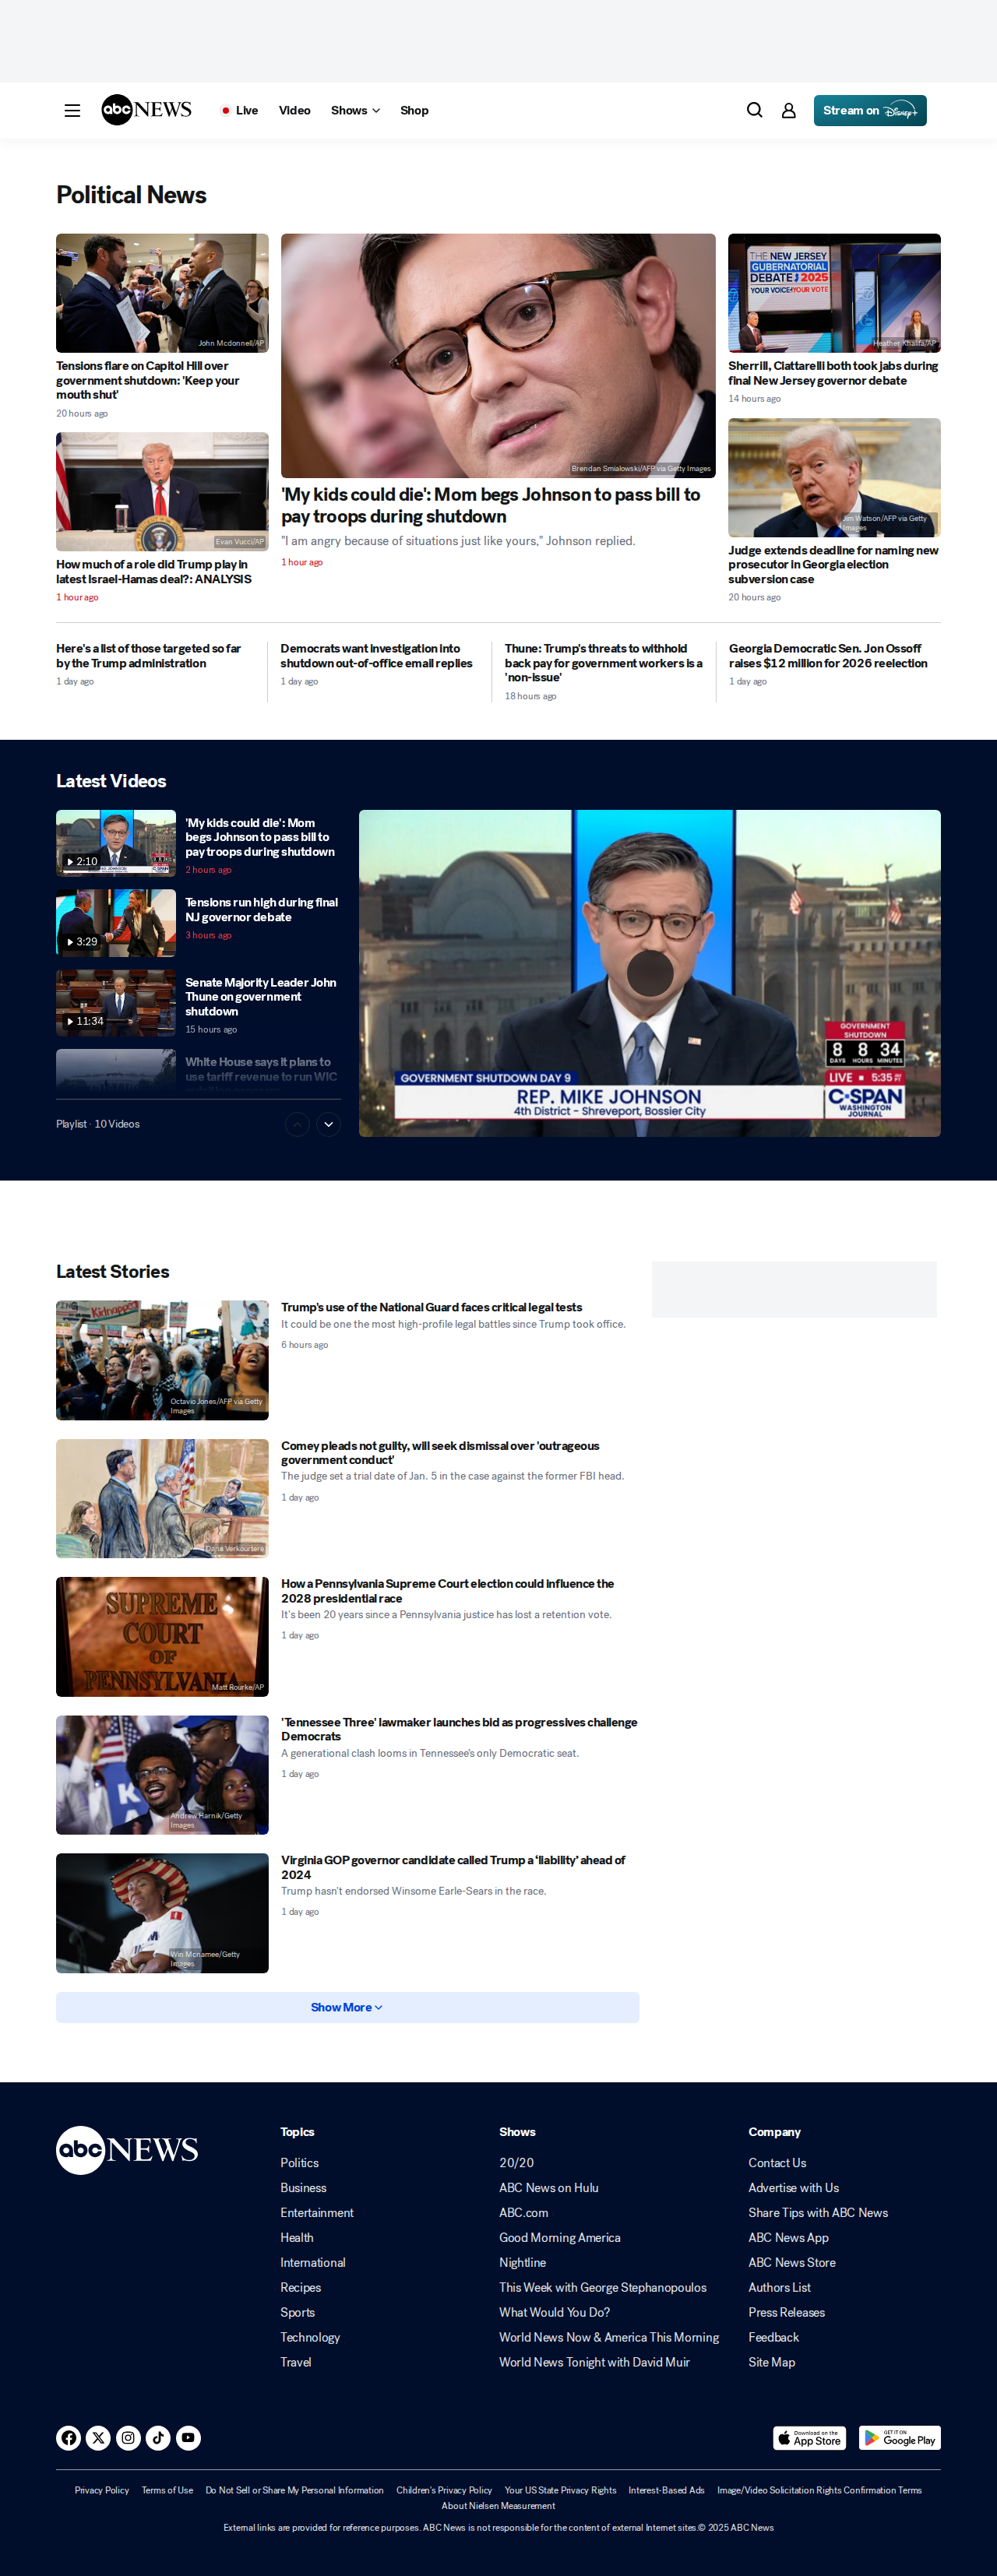 abc NEWS
Live
Video
Shows
Shop
Stream on Disney+
Political News
John Mcdonnell/AP
Tensions flare on Capitol Hill over
government shutdown: 'Keep your
mouth shut'
20 hours ago
Evan Vucci/AP
How much of a role did Trump play in
latest Israel-Hamas deal?: ANALYSIS
1 hour ago
Brendan Smialowski/AFP via Getty Images
'My kids could die': Mom begs Johnson to pass bill to
pay troops during shutdown
"I am angry because of situations just like yours," Johnson replied.
1 hour ago
THE NEW JERSEY
GUBERNATORIAL
DEBATE 2025
YOUR VOICE YOUR VOTE
Heather Khalifa/AP
Sherrill, Ciattarelli both took jabs during
final New Jersey governor debate
14 hours ago
Jim Watson/AFP via Getty
Images
Judge extends deadline for naming new
prosecutor in Georgia election
subversion case
20 hours ago
Here's a list of those targeted so far
by the Trump administration
1 day ago
Democrats want investigation into
shutdown out-of-office email replies
1 day ago
Thune: Trump's threats to withhold
back pay for government workers is a
'non-issue'
18 hours ago
Georgia Democratic Sen. Jon Ossoff
raises $12 million for 2026 reelection
1 day ago
Latest Videos
2:10
'My kids could die': Mom
begs Johnson to pass bill to
pay troops during shutdown
2 hours ago
3:29
Tensions run high during final
NJ governor debate
3 hours ago
11:34
Senate Majority Leader John
Thune on government
shutdown
15 hours ago
White House says it plans to
use tariff revenue to run WIC
Playlist · 10 Videos
GOVERNMENT
SHUTDOWN
8 8 34
DAYS HOURS MINUTES
GOVERNMENT SHUTDOWN DAY 9
LIVE 5:35 ET
REP. MIKE JOHNSON
4th District – Shreveport, Bossier City
C-SPAN
WASHINGTON
JOURNAL
Latest Stories
Kidnapped
Octavio Jones/AFP via Getty
Images
Trump's use of the National Guard faces critical legal tests
It could be one the most high-profile legal battles since Trump took office.
6 hours ago
Dana Verkouteren
Comey pleads not guilty, will seek dismissal over 'outrageous
government conduct'
The judge set a trial date of Jan. 5 in the case against the former FBI head.
1 day ago
SUPREME
COURT
OF
PENNSYLVANIA
Matt Rourke/AP
How a Pennsylvania Supreme Court election could influence the
2028 presidential race
It's been 20 years since a Pennsylvania justice has lost a retention vote.
1 day ago
Andrew Harnik/Getty
Images
'Tennessee Three' lawmaker launches bid as progressives challenge
Democrats
A generational clash looms in Tennessee's only Democratic seat.
1 day ago
Win Mcnamee/Getty
Images
Virginia GOP governor candidate called Trump a ‘liability’ ahead of
2024
Trump hasn't endorsed Winsome Earle-Sears in the race.
1 day ago
Show More
abc NEWS
Topics
Politics
Business
Entertainment
Health
International
Recipes
Sports
Technology
Travel
Shows
20/20
ABC News on Hulu
ABC.com
Good Morning America
Nightline
This Week with George Stephanopoulos
What Would You Do?
World News Now & America This Morning
World News Tonight with David Muir
Company
Contact Us
Advertise with Us
Share Tips with ABC News
ABC News App
ABC News Store
Authors List
Press Releases
Feedback
Site Map
Download on the
App Store
GET IT ON
Google Play
Privacy Policy
Terms of Use
Do Not Sell or Share My Personal Information
Children's Privacy Policy
Your US State Privacy Rights
Interest-Based Ads
Image/Video Solicitation Rights Confirmation Terms
About Nielsen Measurement
External links are provided for reference purposes. ABC News is not responsible for the content of external Internet sites.© 2025 ABC News